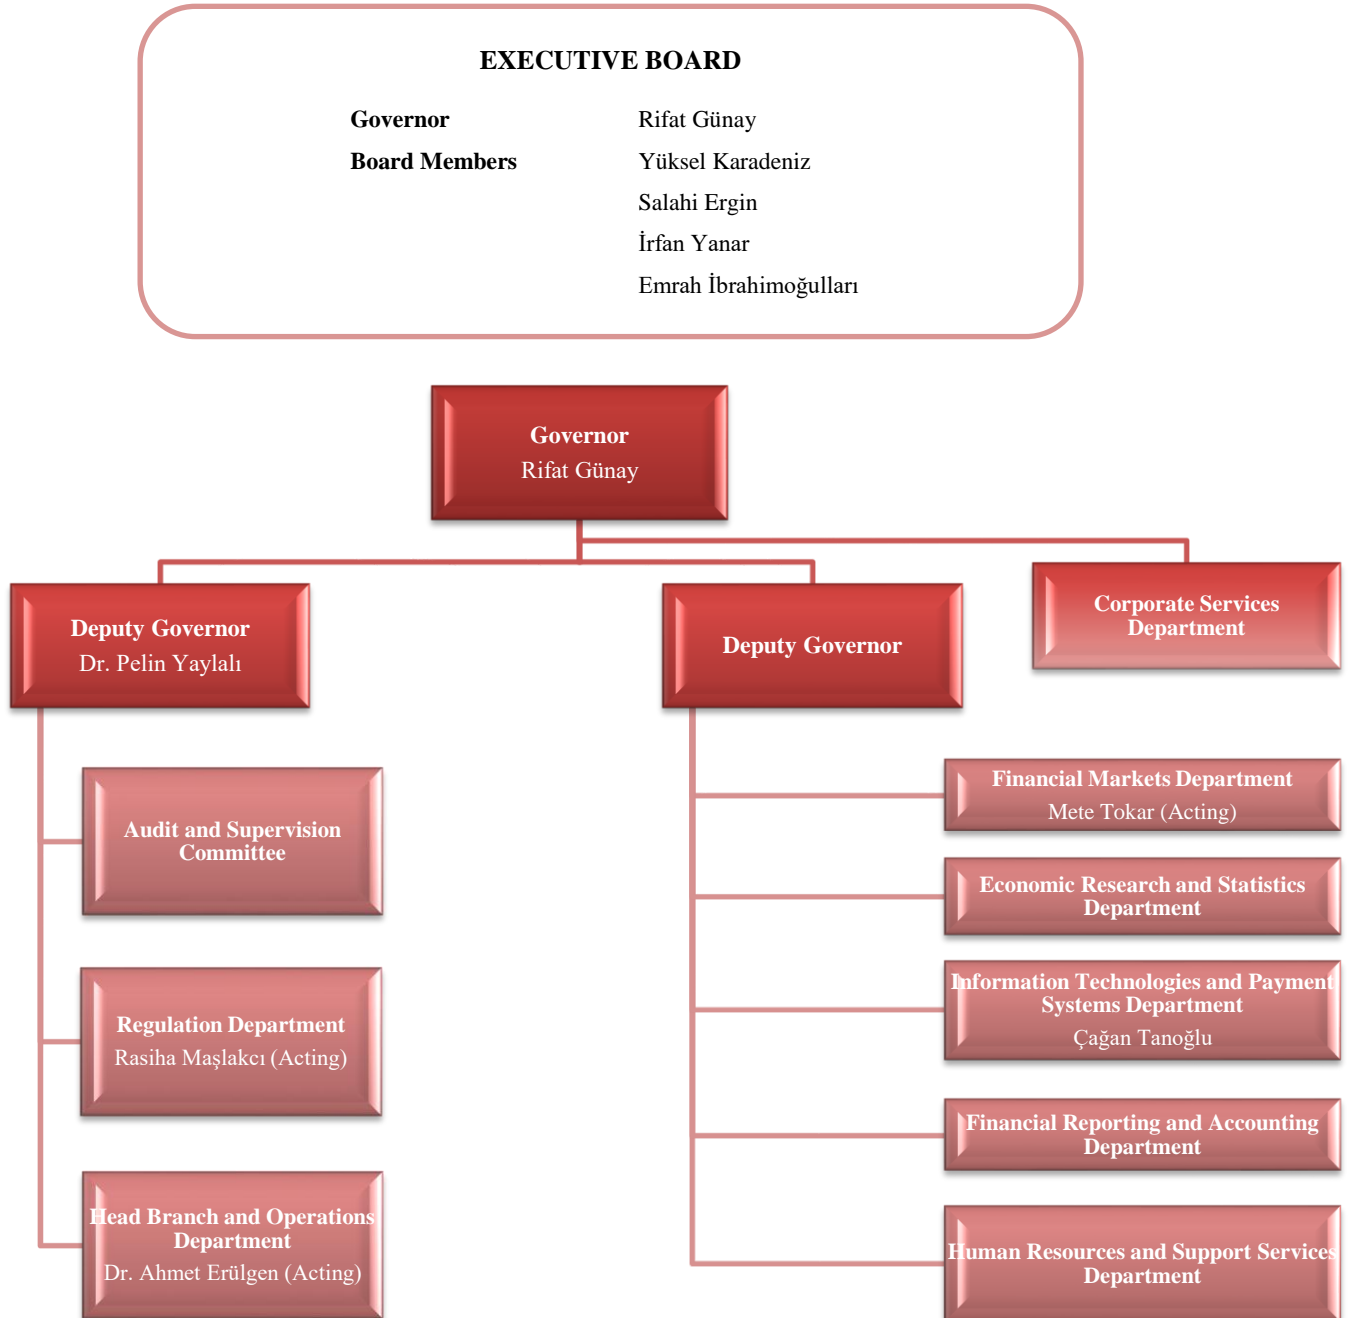 EXECUTIVE BOARD
Governor Rifat Günay
Board Members Yüksel Karadeniz
Salahi Ergin
İrfan Yanar
Emrah İbrahimoğulları
Governor
Rifat Günay
Deputy Governor
Dr. Pelin Yaylalı
Deputy Governor
Corporate Services
Department
Audit and Supervision
Committee
Regulation Department
Rasiha Maşlakcı (Acting)
Head Branch and Operations
Department
Dr. Ahmet Erülgen (Acting)
Financial Markets Department
Mete Tokar (Acting)
Economic Research and Statistics
Department
Information Technologies and Payment
Systems Department
Çağan Tanoğlu
Financial Reporting and Accounting
Department
Human Resources and Support Services
Department